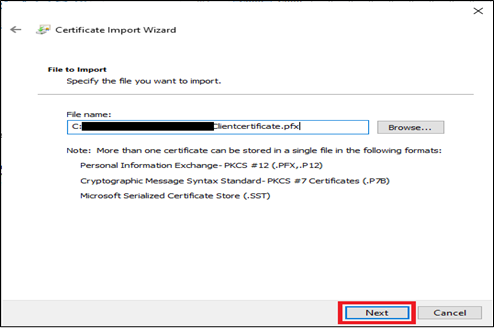 Certificate Import Wizard
File to Import
Specify the file you want to import.
File name:
C: Clientcertificate.pfx
Browse...
Note: More than one certificate can be stored in a single file in the following formats:
Personal Information Exchange- PKCS #12 (.PFX,.P12)
Cryptographic Message Syntax Standard- PKCS #7 Certificates (.P7B)
Microsoft Serialized Certificate Store (.SST)
Next
Cancel